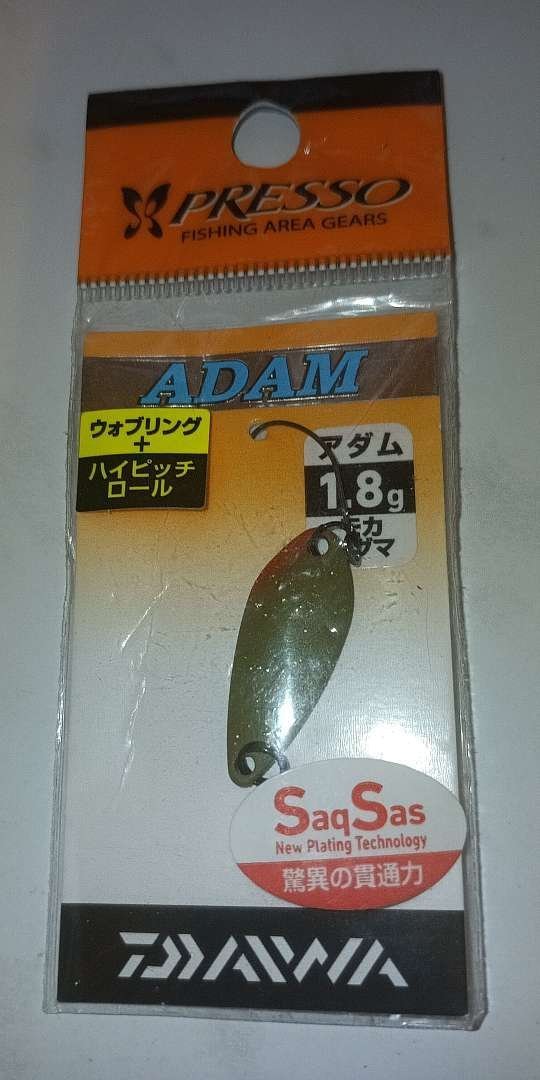 PRESSO
FISHING AREA GEARS
ADAM
ウォブリング
+
ハイピッチ
ロール
アダム
1.8g
SaqSas
New Plating Technology
驚異の貫通力
DAIWA